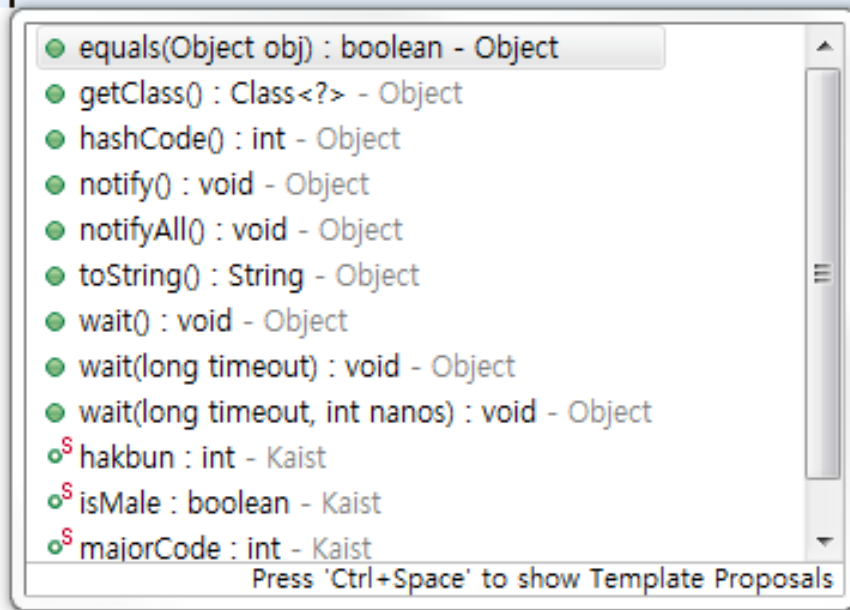 equals(Object obj) : boolean - Object
getClass() : Class<?> - Object
hashCode() : int - Object
notify() : void - Object
notifyAll() : void - Object
toString() : String - Object
wait() : void - Object
wait(long timeout) : void - Object
wait(long timeout, int nanos) : void - Object
S hakbun : int - Kaist
S isMale : boolean - Kaist
S majorCode : int - Kaist
Press 'Ctrl+Space' to show Template Proposals